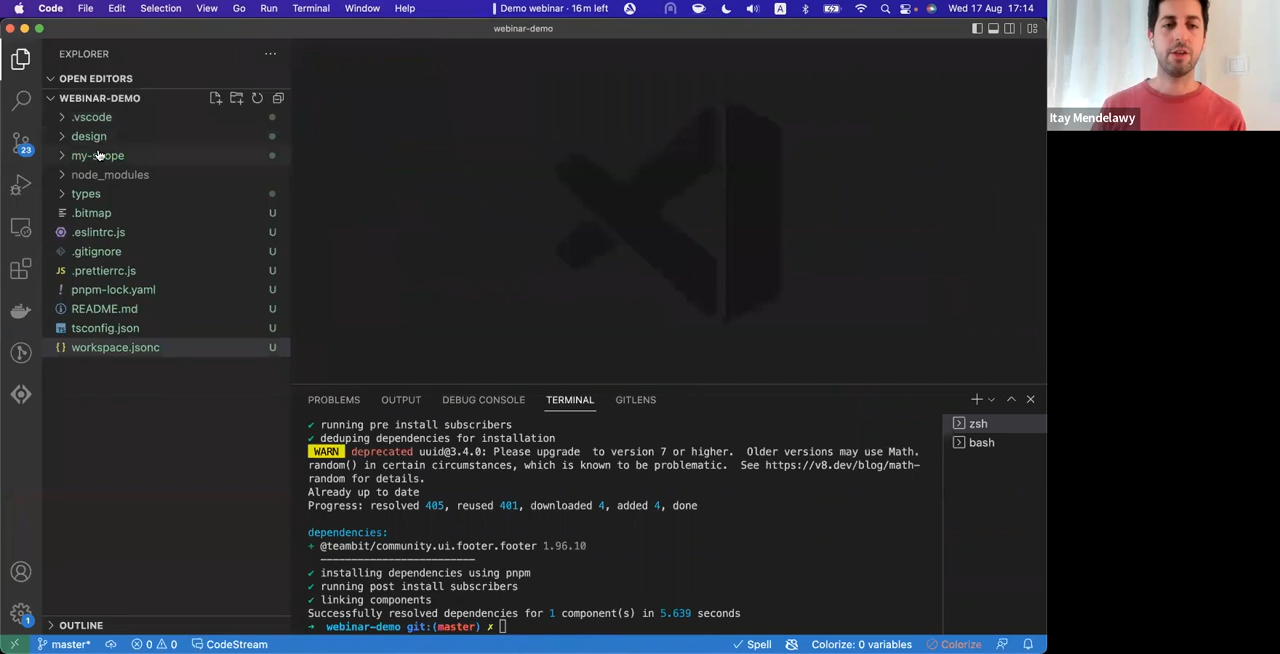 Code File Edit Selection View Go Run Terminal Window Help Demo webinar · 16 m left A Wed 17 Aug 17:14
webinar-demo
EXPLORER
OPEN EDITORS
WEBINAR-DEMO
.vscode
design
my-scope
node_modules
types
.bitmap U
.eslintrc.js U
.gitignore U
JS .prettierrc.js U
! pnpm-lock.yaml U
README.md U
tsconfig.json U
{} workspace.jsonc U
23
1
OUTLINE
PROBLEMS OUTPUT DEBUG CONSOLE TERMINAL GITLENS
✔ running pre install subscribers
✔ deduping dependencies for installation
WARN deprecated uuid@3.4.0: Please upgrade to version 7 or higher. Older versions may use Math.
random() in certain circumstances, which is known to be problematic. See https://v8.dev/blog/math-
random for details.
Already up to date
Progress: resolved 405, reused 401, downloaded 4, added 4, done
dependencies:
+ @teambit/community.ui.footer.footer 1.96.10
✔ installing dependencies using pnpm
✔ running post install subscribers
✔ linking components
Successfully resolved dependencies for 1 component(s) in 5.639 seconds
→ webinar-demo git:(master) ✗
zsh
bash
Itay Mendelawy
master* 0 0 CodeStream Spell Colorize: 0 variables Colorize